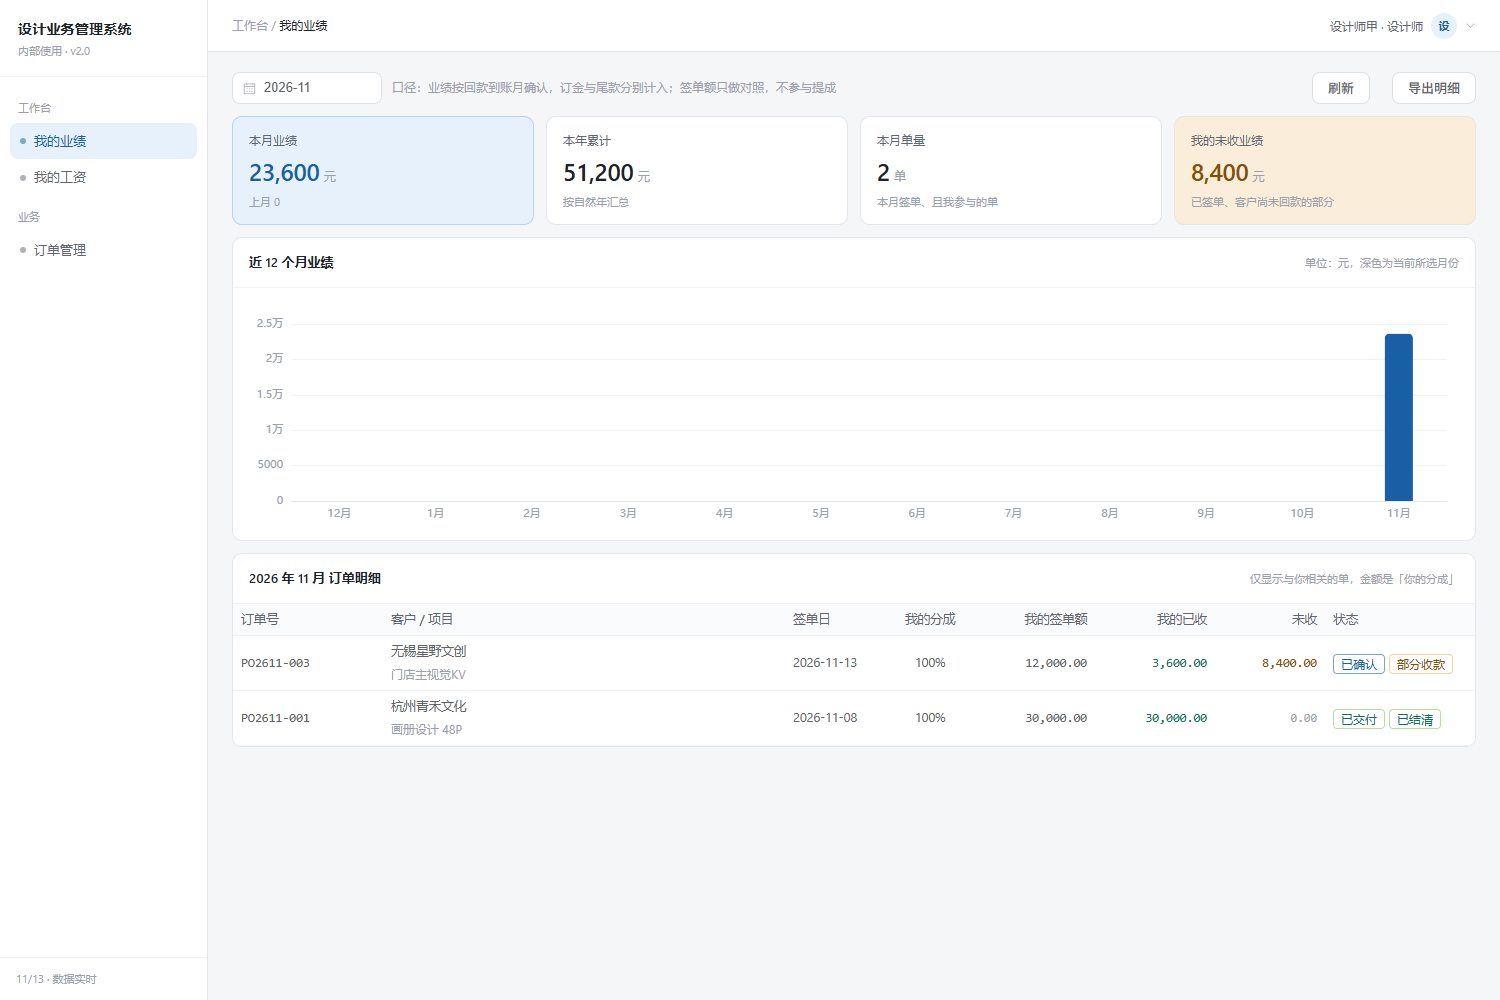 设计业务管理系统
内部使用 · v2.0
工作台
我的业绩
我的工资
业务
订单管理
11/13 · 数据实时
工作台 / 我的业绩
设计师甲 · 设计师 设
2026-11
口径：业绩按回款到账月确认，订金与尾款分别计入；签单额只做对照，不参与提成
刷新
导出明细
本月业绩
23,600 元
上月 0
本年累计
51,200 元
按自然年汇总
本月单量
2 单
本月签单、且我参与的单
我的未收业绩
8,400 元
已签单、客户尚未回款的部分
近 12 个月业绩
单位：元，深色为当前所选月份
2.5万
2万
1.5万
1万
5000
0
12月 1月 2月 3月 4月 5月 6月 7月 8月 9月 10月 11月
2026 年 11 月 订单明细
仅显示与你相关的单，金额是「你的分成」
订单号 客户 / 项目 签单日 我的分成 我的签单额 我的已收 未收 状态
PO2611-003 无锡星野文创 2026-11-13 100% 12,000.00 3,600.00 8,400.00 已确认 部分收款
门店主视觉KV
PO2611-001 杭州青禾文化 2026-11-08 100% 30,000.00 30,000.00 0.00 已交付 已结清
画册设计 48P